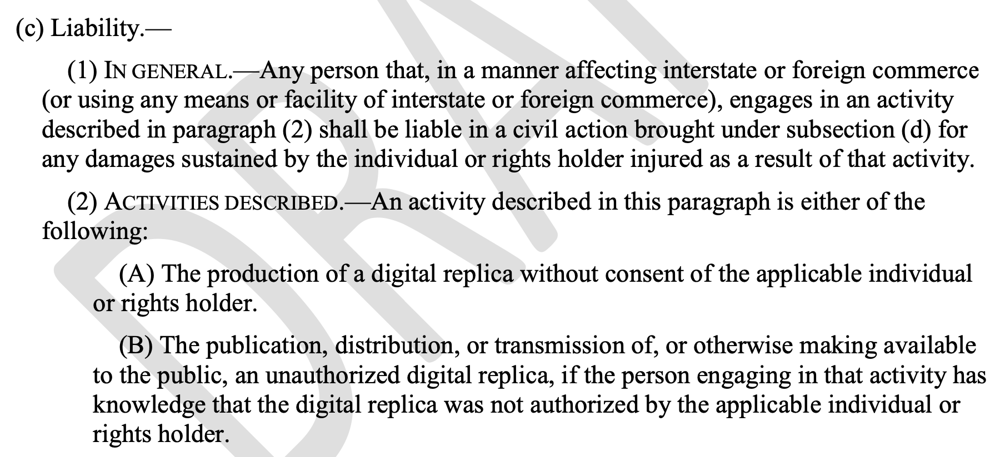 (c) Liability.—
(1) IN GENERAL.—Any person that, in a manner affecting interstate or foreign commerce
(or using any means or facility of interstate or foreign commerce), engages in an activity
described in paragraph (2) shall be liable in a civil action brought under subsection (d) for
any damages sustained by the individual or rights holder injured as a result of that activity.
(2) ACTIVITIES DESCRIBED.—An activity described in this paragraph is either of the
following:
(A) The production of a digital replica without consent of the applicable individual
or rights holder.
(B) The publication, distribution, or transmission of, or otherwise making available
to the public, an unauthorized digital replica, if the person engaging in that activity has
knowledge that the digital replica was not authorized by the applicable individual or
rights holder.